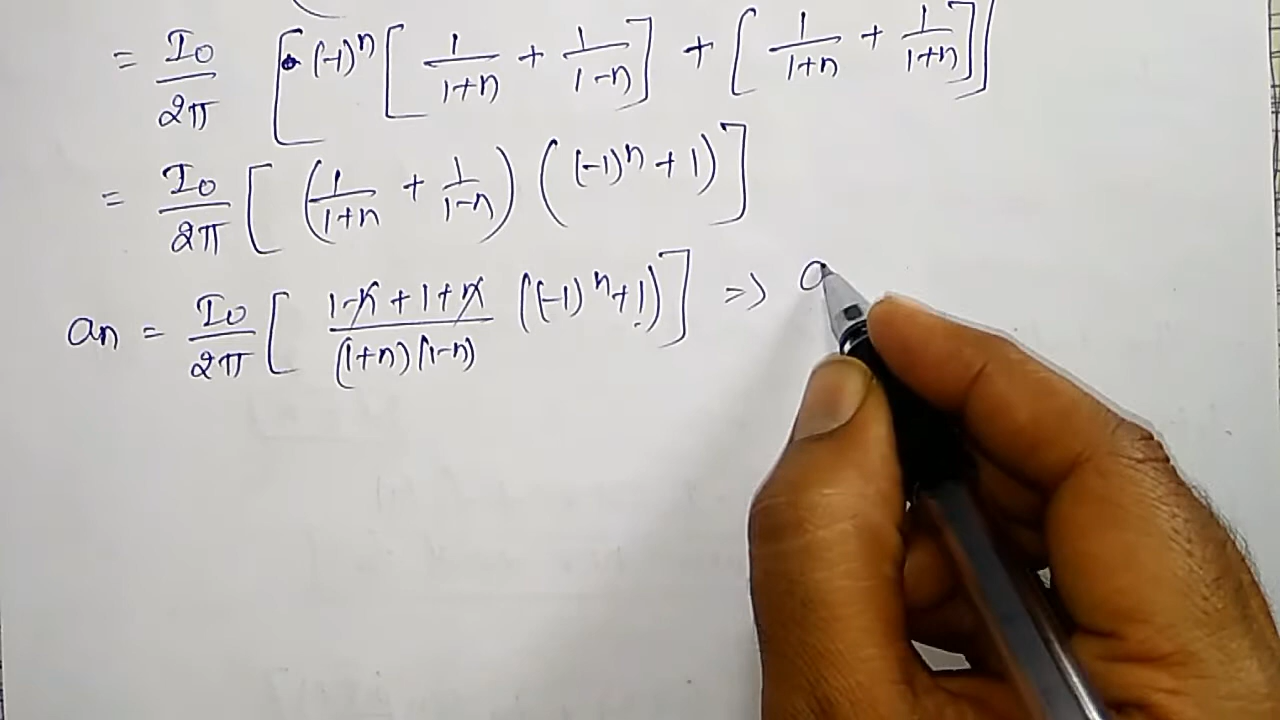 = I0/2π [(-1)^n [1/(1+n) + 1/(1-n)] + [1/(1+n) + 1/(1+n)]]
= I0/2π [(1/(1+n) + 1/(1-n)) ((-1)^n + 1)]
an = I0/2π [(1-n+1+n)/((1+n)(1-n)) ((-1)^n+1)] => a